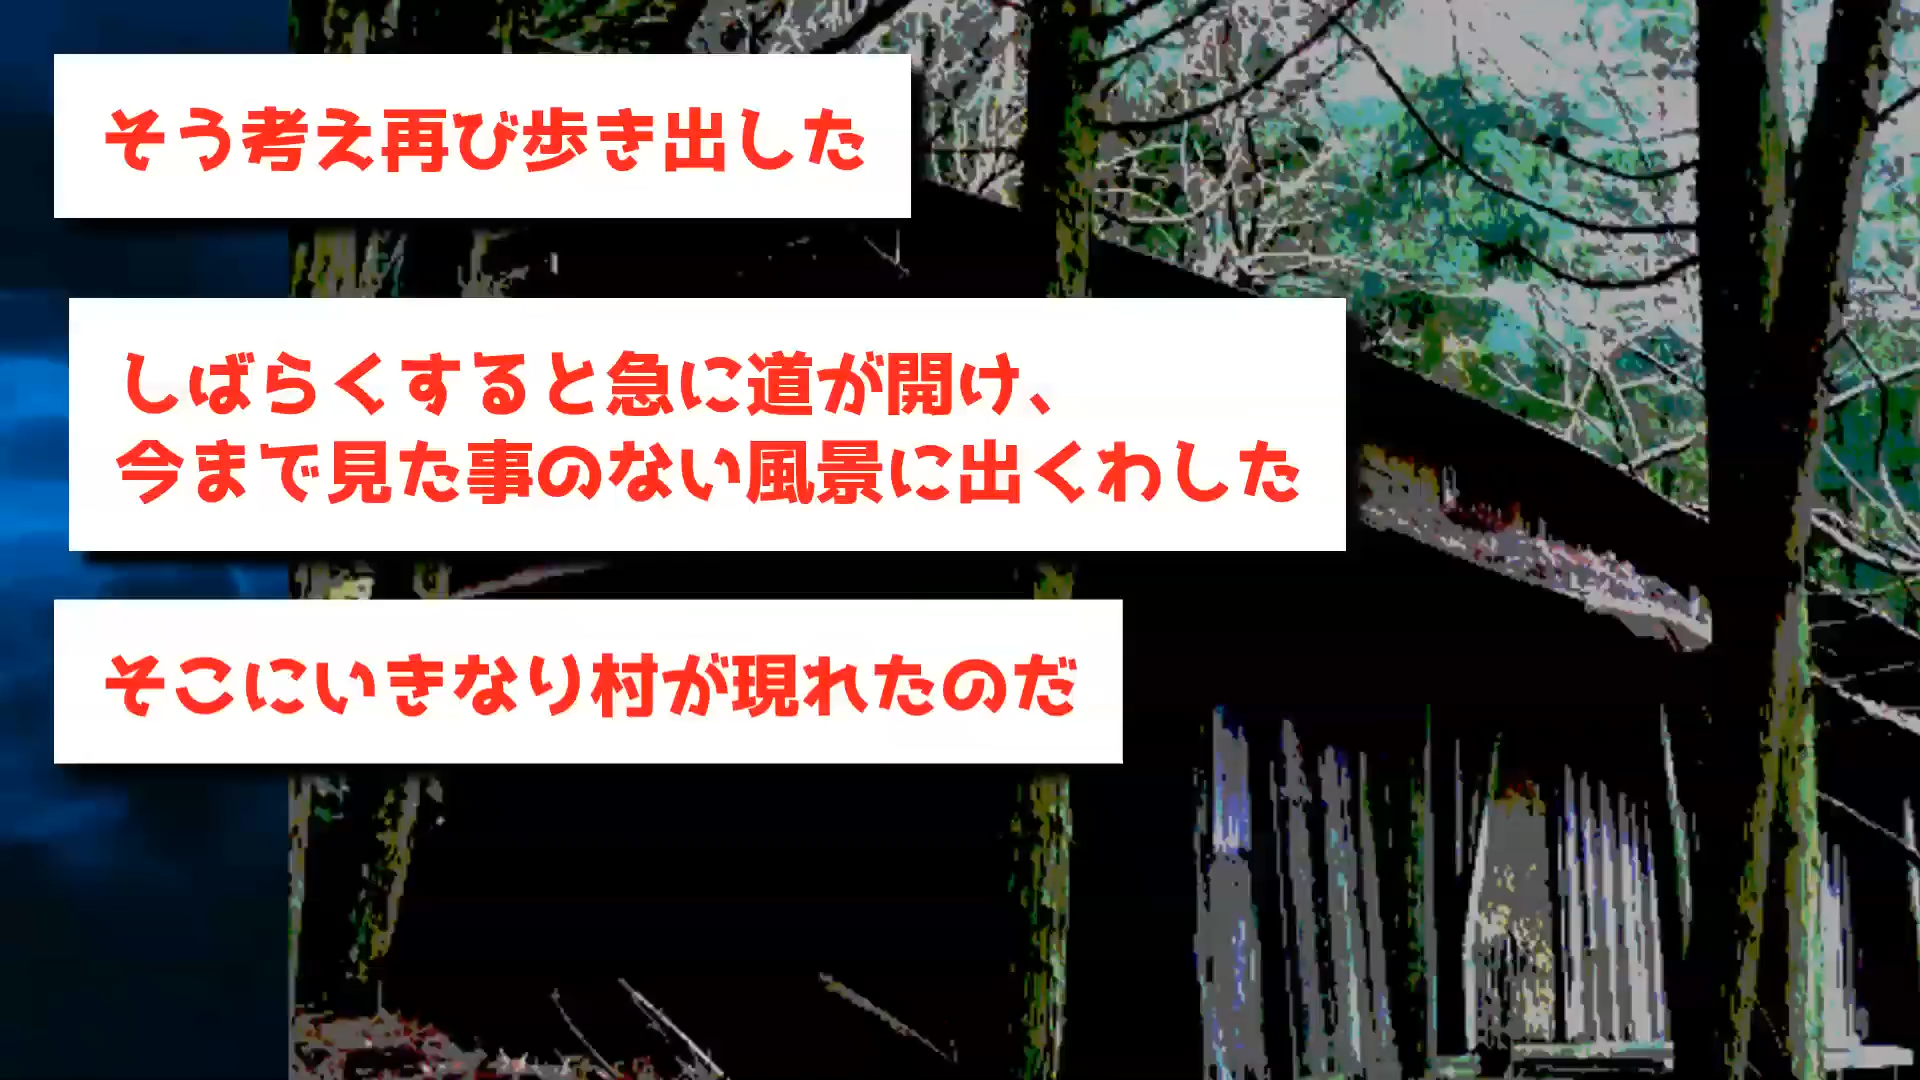 そう考え再び歩き出した
しばらくすると急に道が開け、
今まで見た事のない風景に出くわした
そこにいきなり村が現れたのだ